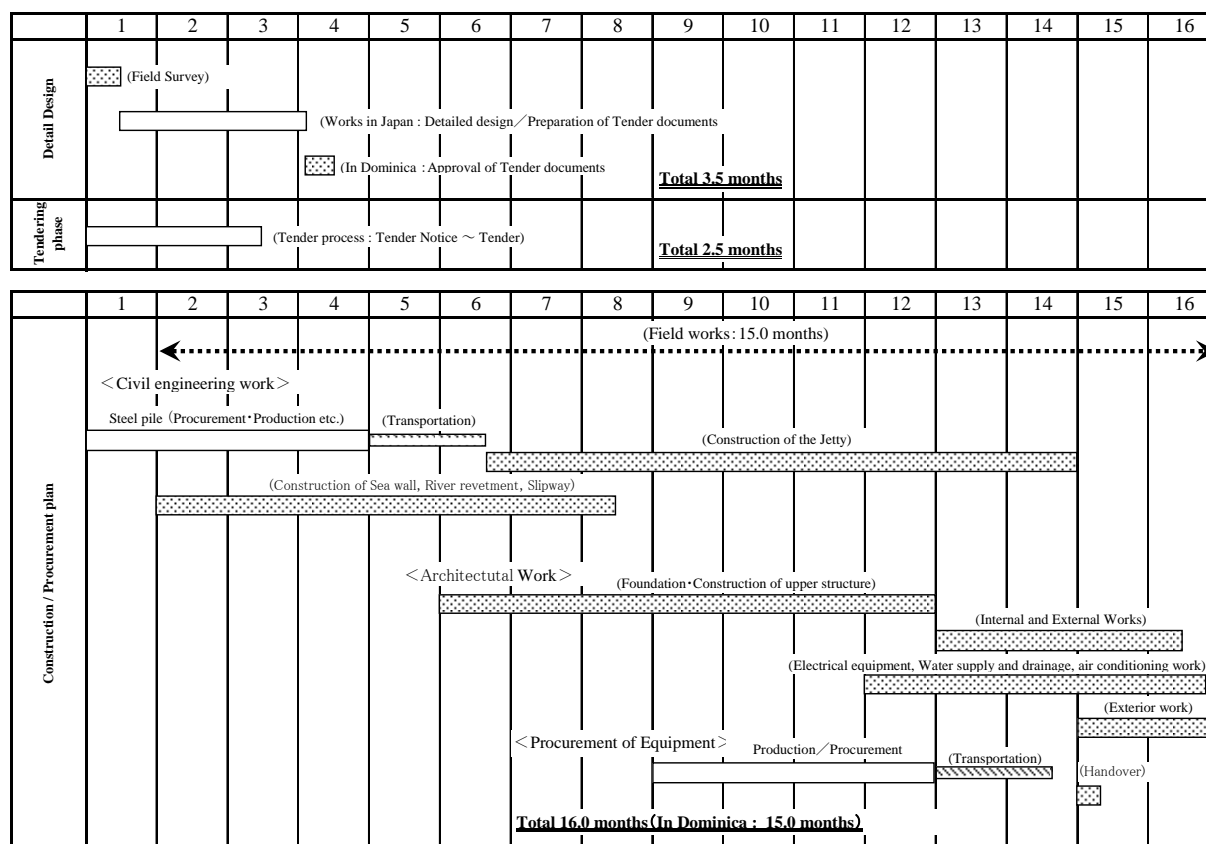 1 2 3 4 5 6 7 8 9 10 11 12 13 14 15 16
Detail Design
(Field Survey)
(Works in Japan : Detailed design／Preparation of Tender documents
(In Dominica : Approval of Tender documents
Total 3.5 months
Tendering
phase
(Tender process : Tender Notice ～ Tender)
Total 2.5 months
1 2 3 4 5 6 7 8 9 10 11 12 13 14 15 16
Construction / Procurement plan
(Field works : 15.0 months)
＜Civil engineering work＞
Steel pile (Procurement・Production etc.)
(Transportation)
(Construction of the Jetty)
(Construction of Sea wall, River revetment, Slipway)
＜Architectutal Work＞
(Foundation・Construction of upper structure)
(Internal and External Works)
(Electrical equipment, Water supply and drainage, air conditioning work)
(Exterior work)
＜Procurement of Equipment＞
Production／Procurement
(Transportation)
(Handover)
Total 16.0 months(In Dominica : 15.0 months)